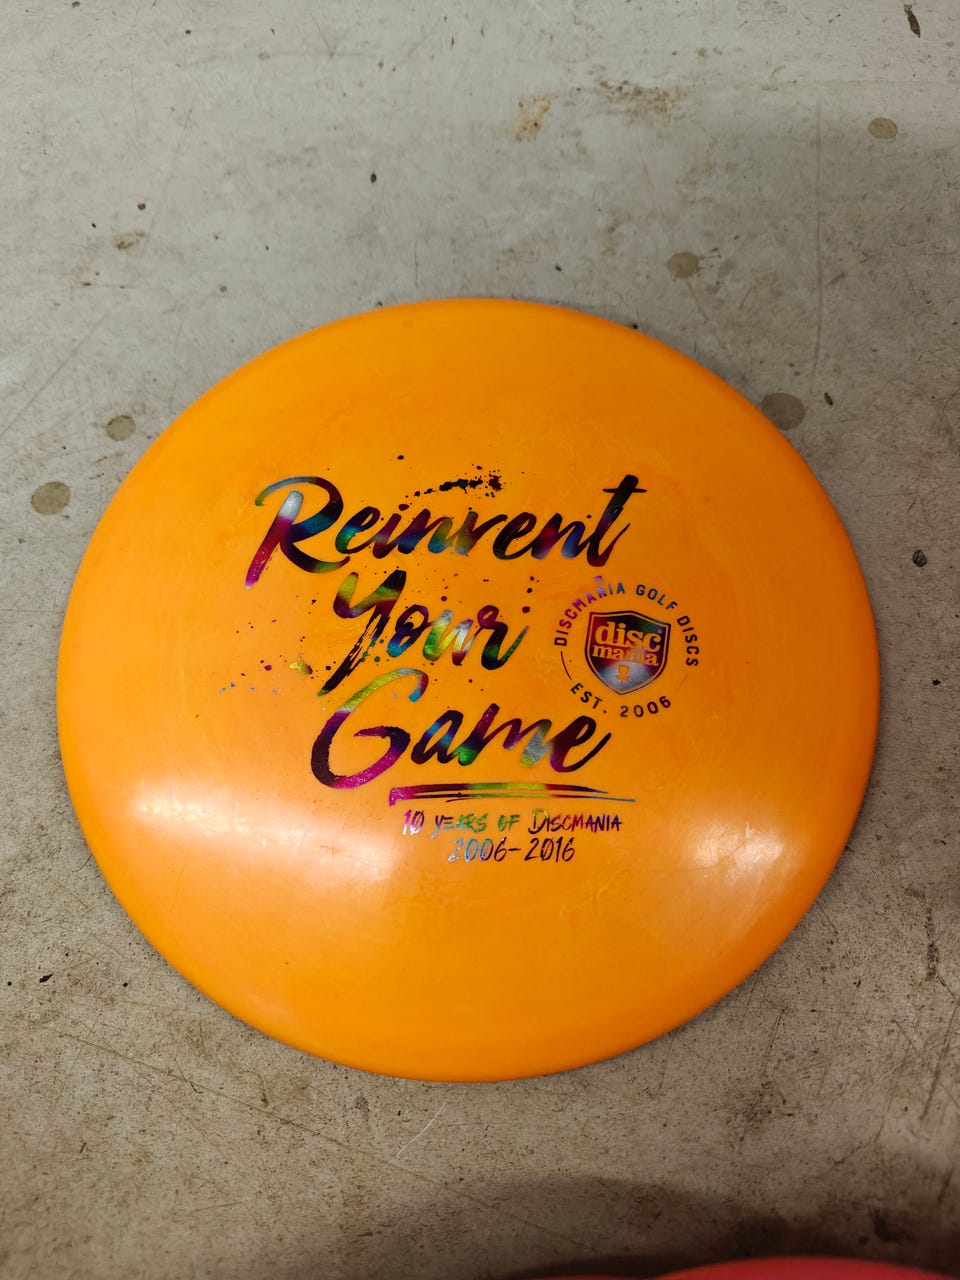 Reinvent
Your
Game
DISCMANIA GOLF DISCS
disc
mania
EST. 2006
10 YEARS OF DISCMANIA
2006-2016